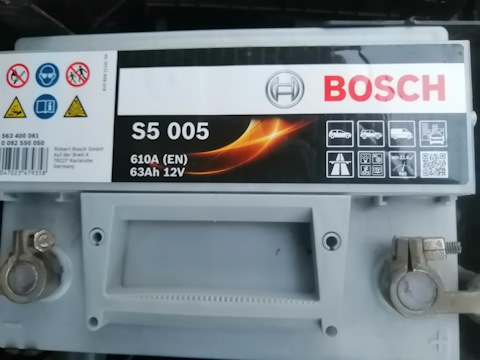 BOSCH
S5 005
610A (EN)
63Ah 12V
563 400 061
0 092 S50 050
Robert Bosch GmbH
Auf der Breit 4
76227 Karlsruhe
Germany
4047023479358